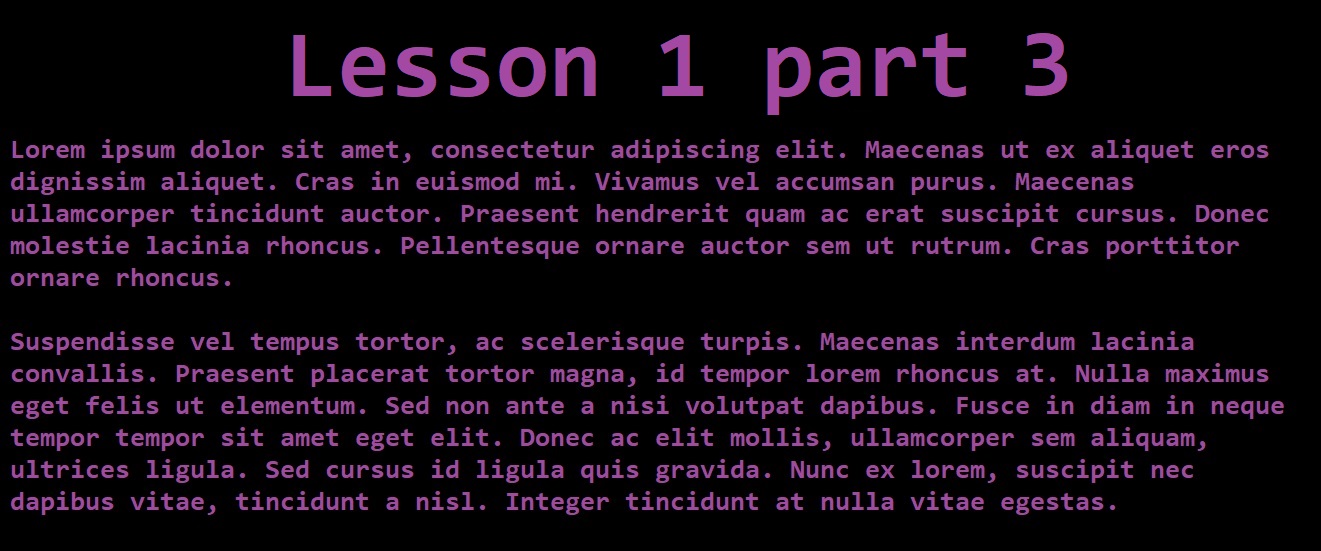 Lesson 1 part 3
Lorem ipsum dolor sit amet, consectetur adipiscing elit. Maecenas ut ex aliquet eros
dignissim aliquet. Cras in euismod mi. Vivamus vel accumsan purus. Maecenas
ullamcorper tincidunt auctor. Praesent hendrerit quam ac erat suscipit cursus. Donec
molestie lacinia rhoncus. Pellentesque ornare auctor sem ut rutrum. Cras porttitor
ornare rhoncus.
Suspendisse vel tempus tortor, ac scelerisque turpis. Maecenas interdum lacinia
convallis. Praesent placerat tortor magna, id tempor lorem rhoncus at. Nulla maximus
eget felis ut elementum. Sed non ante a nisi volutpat dapibus. Fusce in diam in neque
tempor tempor sit amet eget elit. Donec ac elit mollis, ullamcorper sem aliquam,
ultrices ligula. Sed cursus id ligula quis gravida. Nunc ex lorem, suscipit nec
dapibus vitae, tincidunt a nisl. Integer tincidunt at nulla vitae egestas.